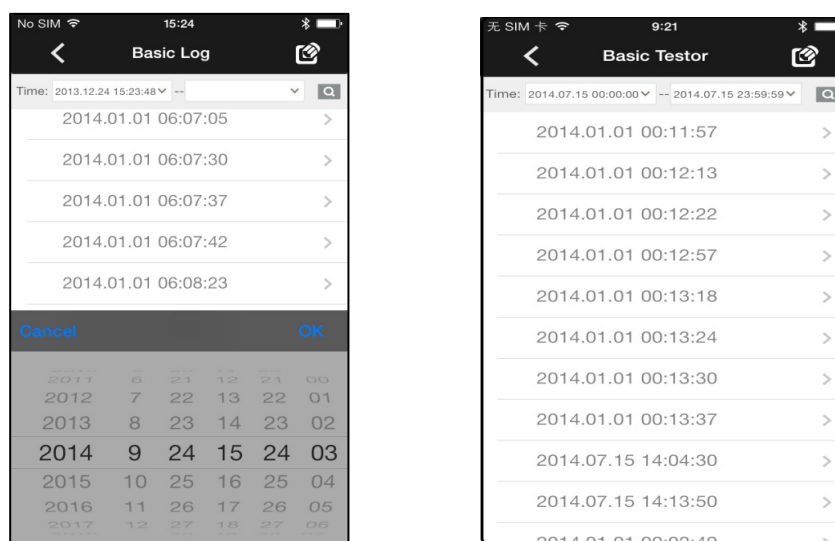 No SIM 15:24
Basic Log
Time: 2013.12.24 15:23:48 --
2014.01.01 06:07:05
2014.01.01 06:07:30
2014.01.01 06:07:37
2014.01.01 06:07:42
2014.01.01 06:08:23
Cancel OK
2011 6 21 12 21 00
2012 7 22 13 22 01
2013 8 23 14 23 02
2014 9 24 15 24 03
2015 10 25 16 25 04
2016 11 26 17 26 05
2017 12 27 18 27 06
无 SIM 卡 9:21
Basic Testor
Time: 2014.07.15 00:00:00 -- 2014.07.15 23:59:59
2014.01.01 00:11:57
2014.01.01 00:12:13
2014.01.01 00:12:22
2014.01.01 00:12:57
2014.01.01 00:13:18
2014.01.01 00:13:24
2014.01.01 00:13:30
2014.01.01 00:13:37
2014.07.15 14:04:30
2014.07.15 14:13:50